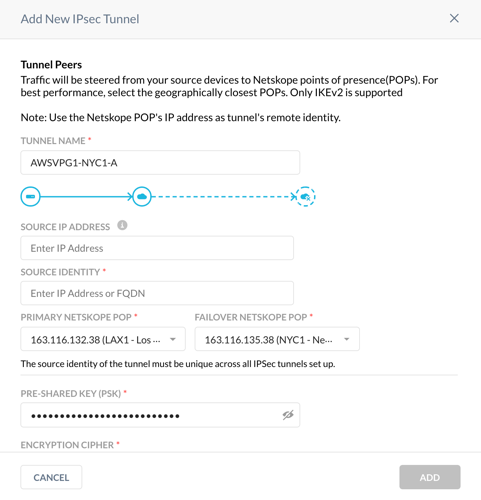 Add New IPsec Tunnel
Tunnel Peers
Traffic will be steered from your source devices to Netskope points of presence(POPs). For
best performance, select the geographically closest POPs. Only IKEv2 is supported
Note: Use the Netskope POP's IP address as tunnel's remote identity.
TUNNEL NAME *
AWSVPG1-NYC1-A
SOURCE IP ADDRESS
Enter IP Address
SOURCE IDENTITY *
Enter IP Address or FQDN
PRIMARY NETSKOPE POP * FAILOVER NETSKOPE POP *
163.116.132.38 (LAX1 - Los ... 163.116.135.38 (NYC1 - Ne...
The source identity of the tunnel must be unique across all IPSec tunnels set up.
PRE-SHARED KEY (PSK) *
••••••••••••••••••••••••••
ENCRYPTION CIPHER *
CANCEL ADD